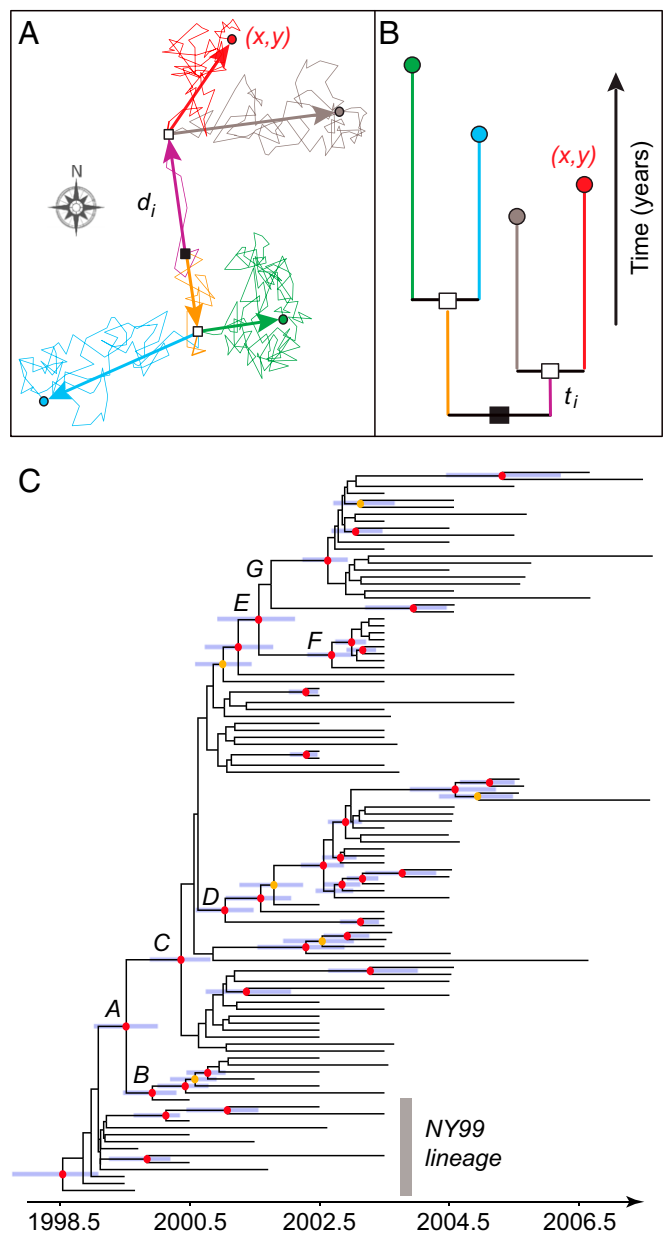 A
(x,y)
N
d i
B
(x,y)
Time (years)
t i
C
G
E
F
D
C
A
B
NY99
lineage
1998.5 2000.5 2002.5 2004.5 2006.5